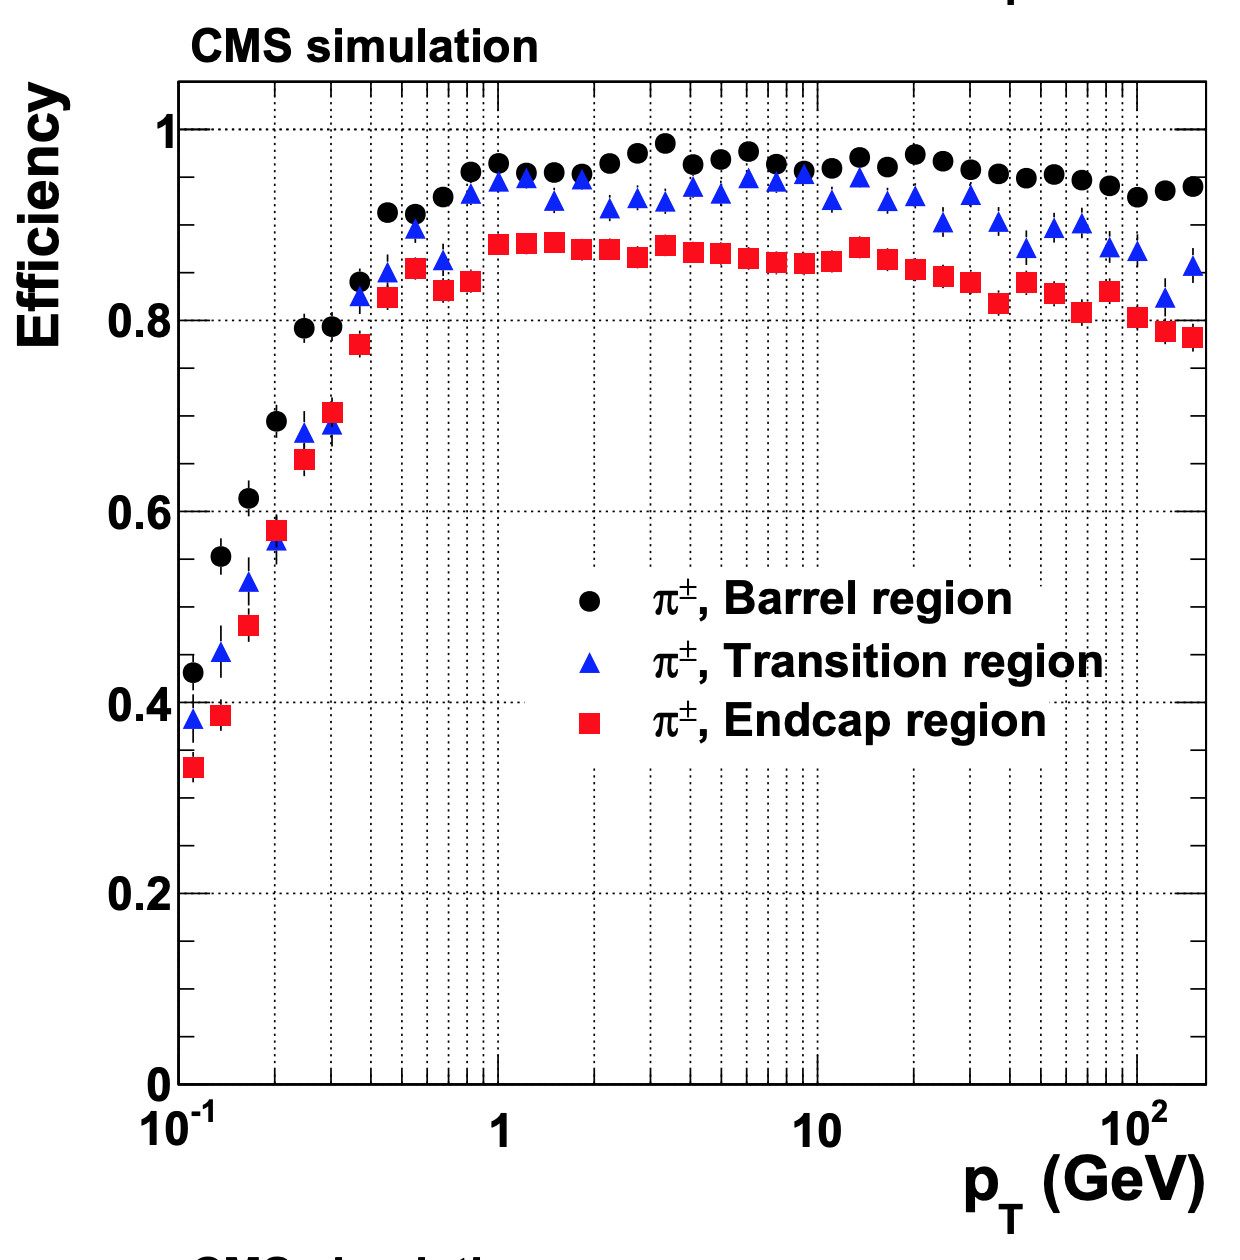 CMS simulation
Efficiency
1
0.8
0.6
0.4
0.2
0
π±, Barrel region
π±, Transition region
π±, Endcap region
10⁻¹ 1 10 10²
p_T (GeV)